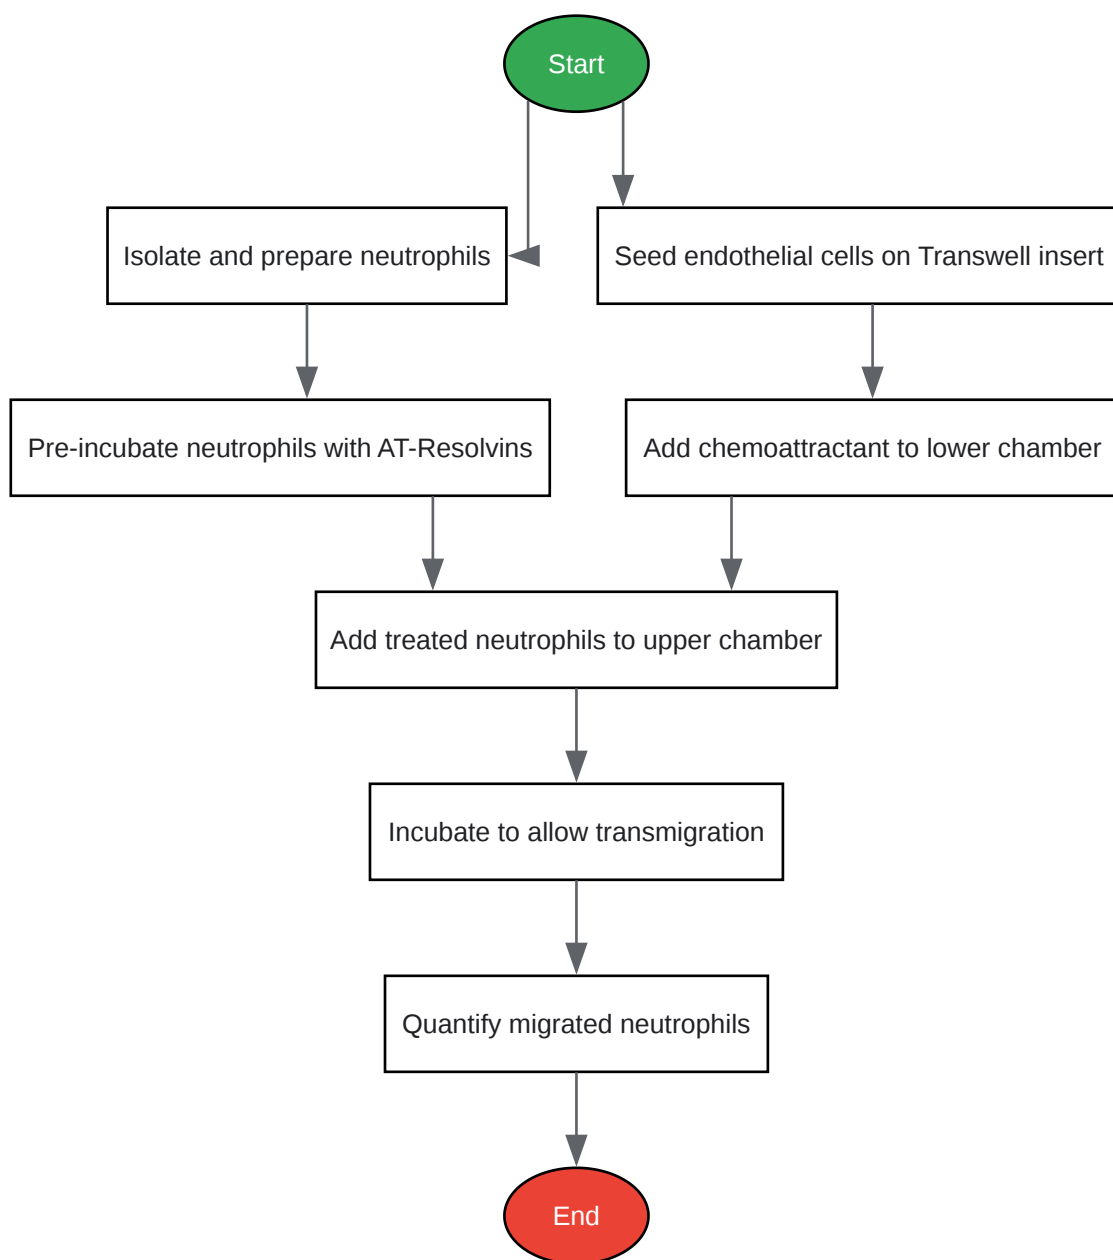 Start
Isolate and prepare neutrophils
Seed endothelial cells on Transwell insert
Pre-incubate neutrophils with AT-Resolvins
Add chemoattractant to lower chamber
Add treated neutrophils to upper chamber
Incubate to allow transmigration
Quantify migrated neutrophils
End